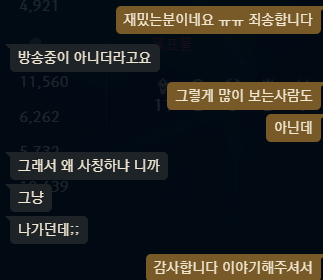 4,921
재밌는분이네요 ㅠㅠ 죄송합니다
방송중이 아니더라고요
11,560
그렇게 많이 보는사람도
6,262
아닌데
그래서 왜 사칭하냐 니까
그냥
나가던데;;
감사합니다 이야기해주셔서